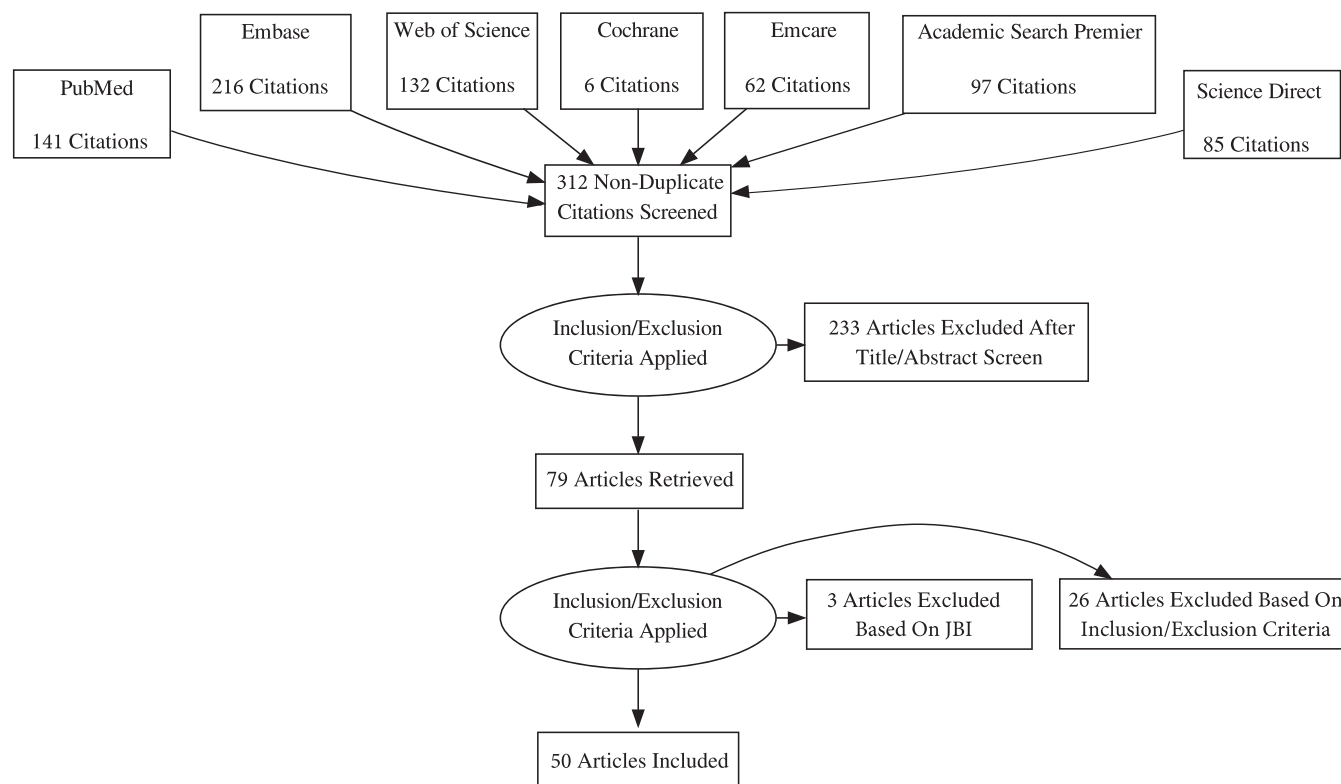 PubMed
141 Citations
Embase
216 Citations
Web of Science
132 Citations
Cochrane
6 Citations
Emcare
62 Citations
Academic Search Premier
97 Citations
Science Direct
85 Citations
312 Non-Duplicate
Citations Screened
Inclusion/Exclusion
Criteria Applied
233 Articles Excluded After
Title/Abstract Screen
79 Articles Retrieved
Inclusion/Exclusion
Criteria Applied
3 Articles Excluded
Based On JBI
26 Articles Excluded Based On
Inclusion/Exclusion Criteria
50 Articles Included